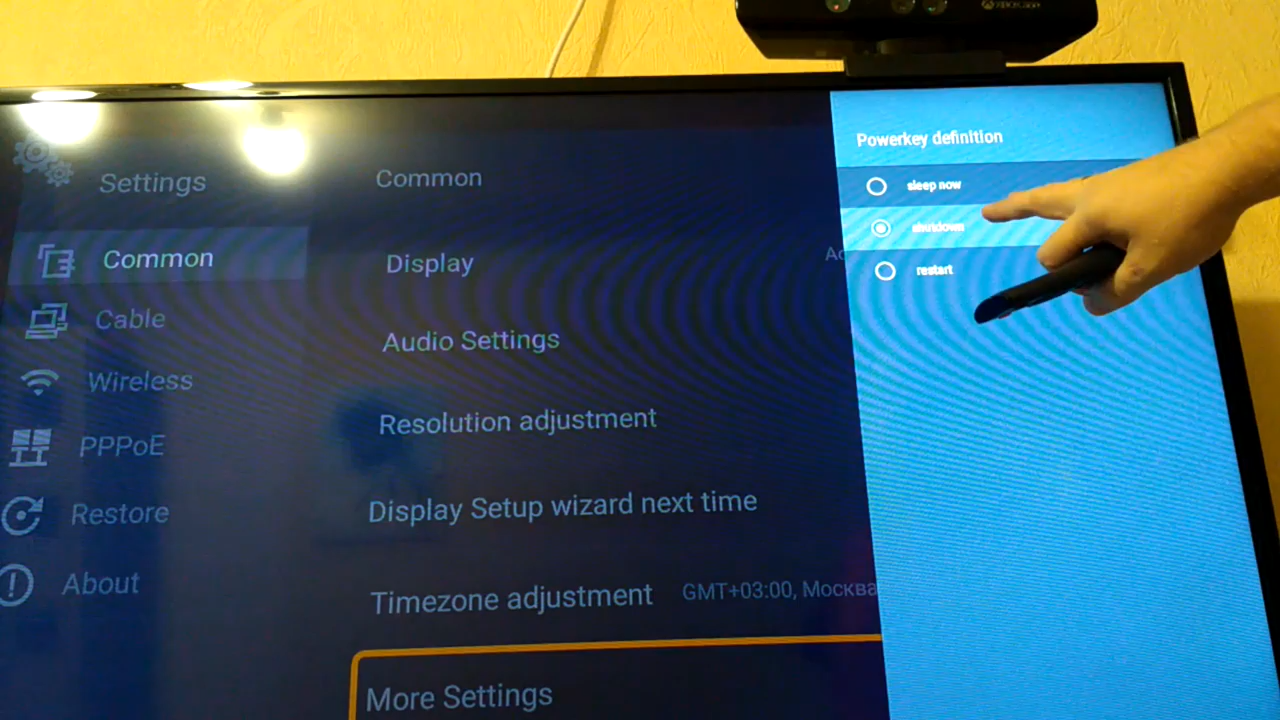 Powerkey definition
sleep now
shutdown
restart
Settings
Common
Cable
Wireless
PPPoE
Restore
About
Common
Display
Audio Settings
Resolution adjustment
Display Setup wizard next time
Timezone adjustment GMT+03:00, Москва
More Settings